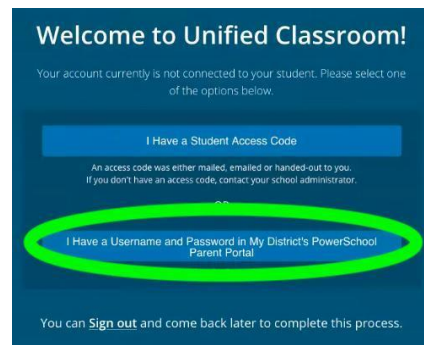 Welcome to Unified Classroom!
Your account currently is not connected to your student. Please select one
of the options below.
I Have a Student Access Code
An access code was either mailed, emailed or handed-out to you.
If you don't have an access code, contact your school administrator.
OR
I Have a Username and Password in My District's PowerSchool
Parent Portal
You can Sign out and come back later to complete this process.